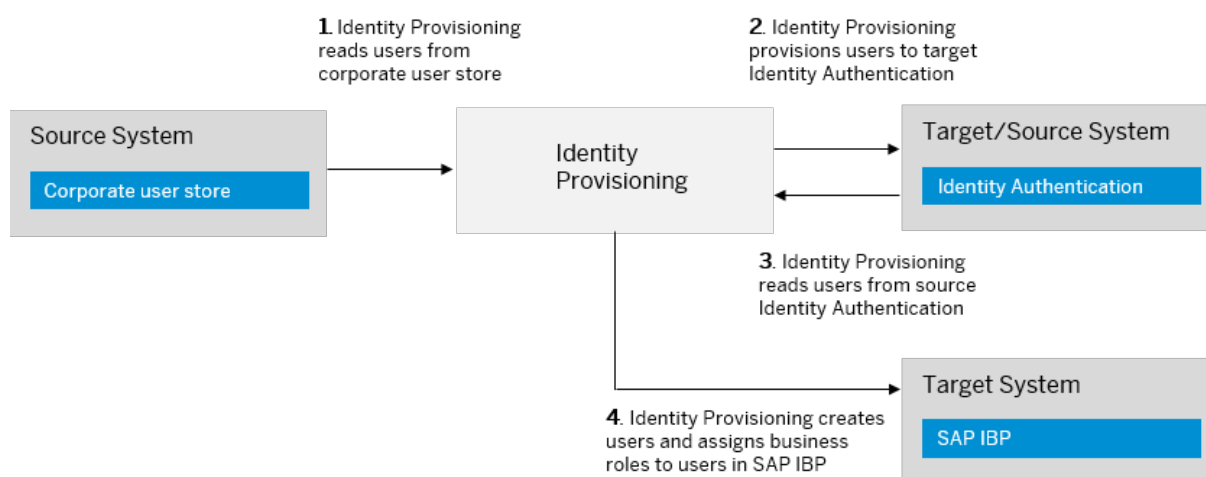 1. Identity Provisioning
reads users from
corporate user store
2. Identity Provisioning
provisions users to target
Identity Authentication
Source System
Corporate user store
Identity
Provisioning
Target/Source System
Identity Authentication
3. Identity Provisioning
reads users from source
Identity Authentication
4. Identity Provisioning creates
users and assigns business
roles to users in SAP IBP
Target System
SAP IBP